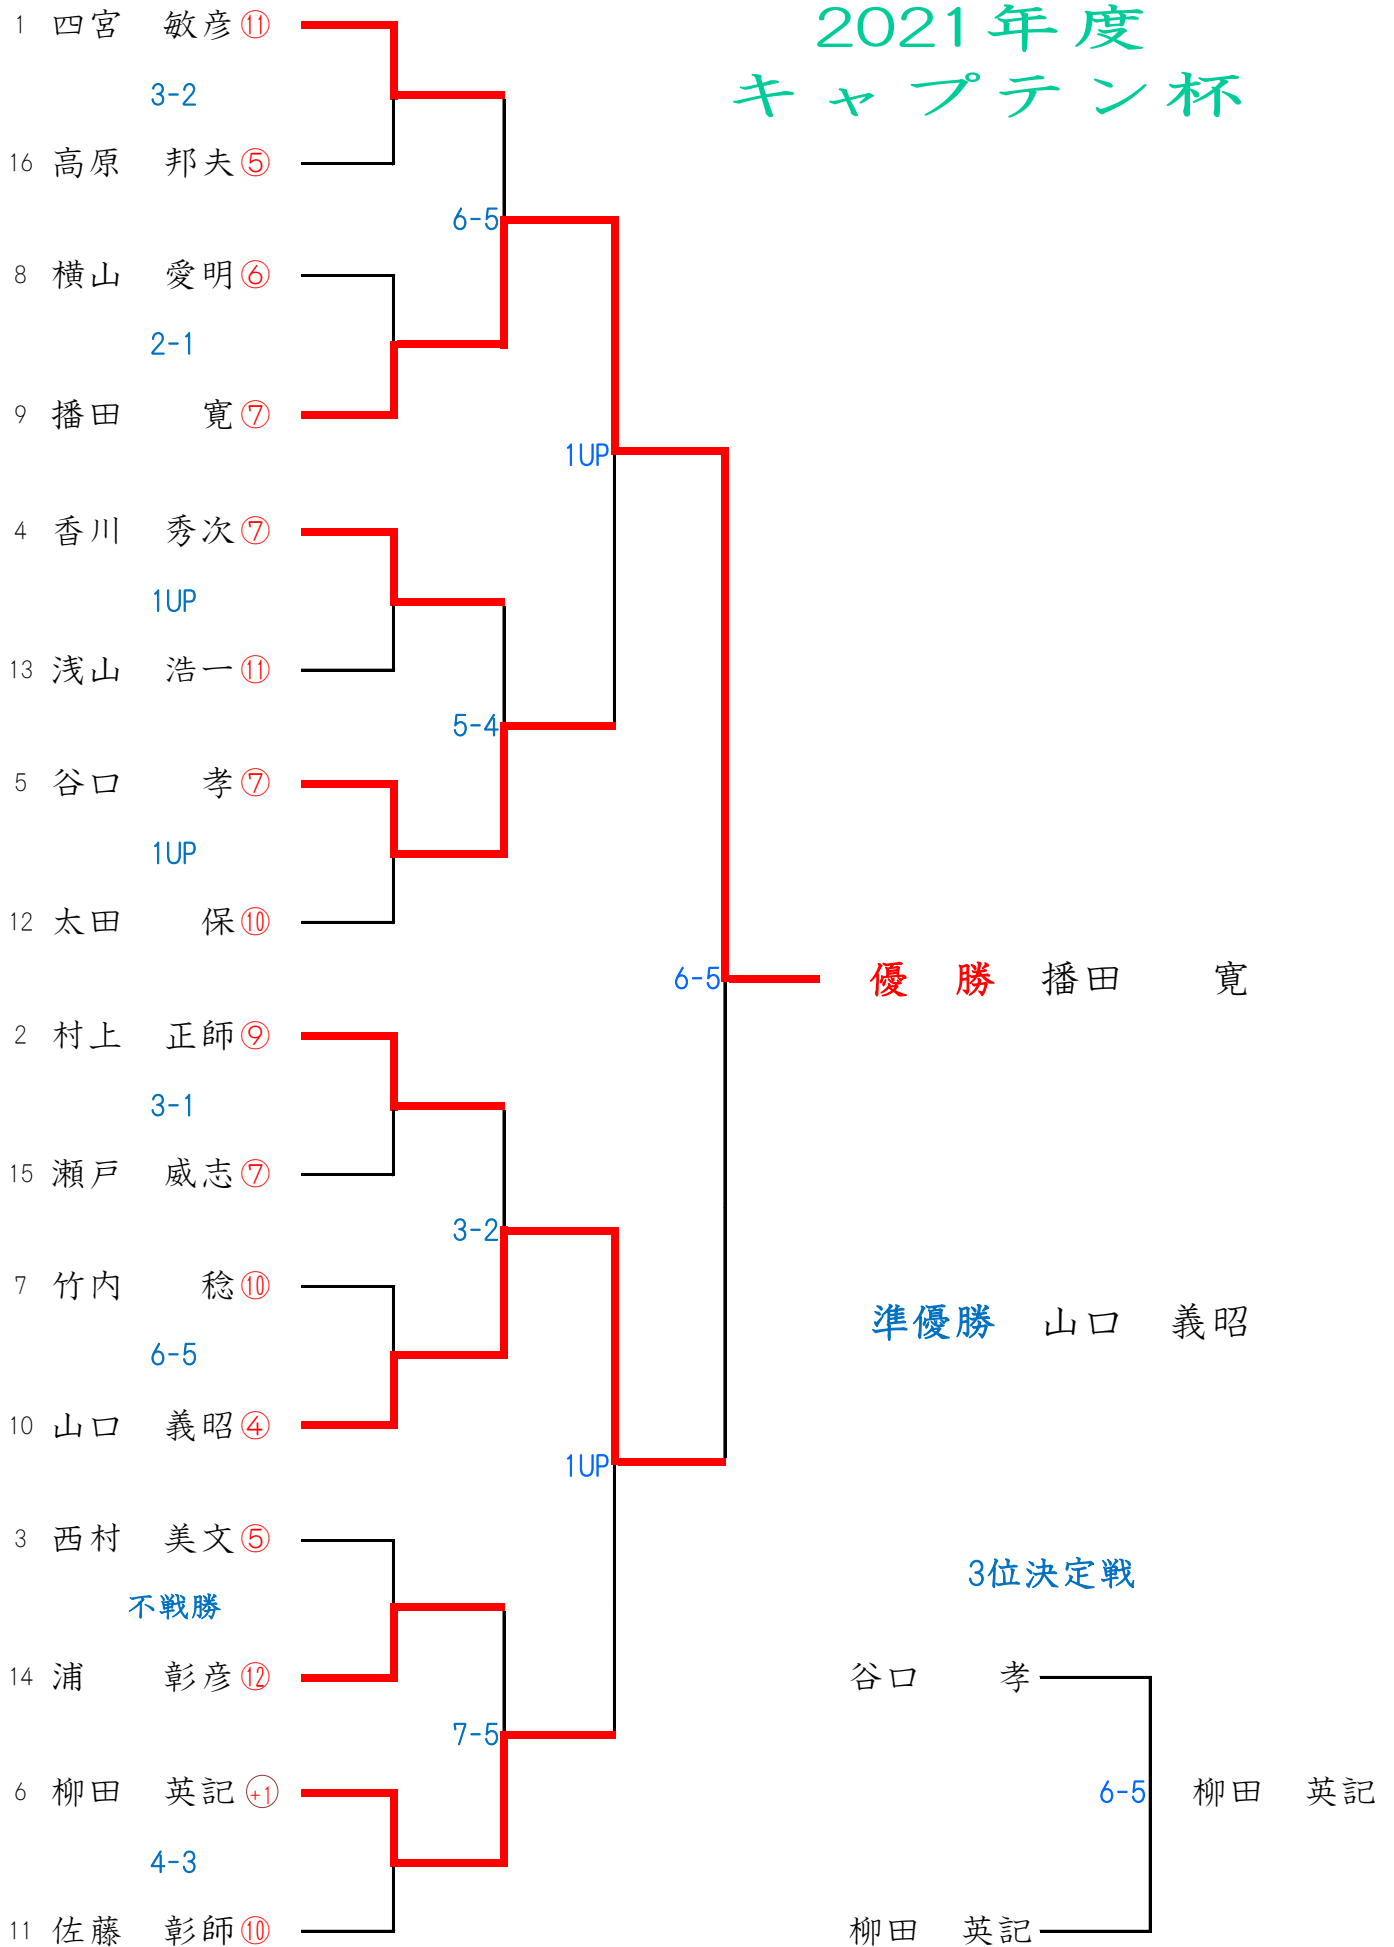 2021年度
キャプテン杯
1 四宮 敏彦⑪
3-2
16 高原 邦夫⑤
6-5
8 横山 愛明⑥
2-1
9 播田 寛⑦
1UP
4 香川 秀次⑦
1UP
13 浅山 浩一⑪
5-4
5 谷口 孝⑦
1UP
12 太田 保⑩
6-5
優 勝 播田 寛
2 村上 正師⑨
3-1
15 瀬戸 威志⑦
3-2
7 竹内 稔⑩
準優勝 山口 義昭
6-5
10 山口 義昭④
1UP
3 西村 美文⑤
3位決定戦
不戦勝
14 浦 彰彦⑫
谷口 孝
7-5
6 柳田 英記 +1
6-5 柳田 英記
4-3
11 佐藤 彰師⑩
柳田 英記